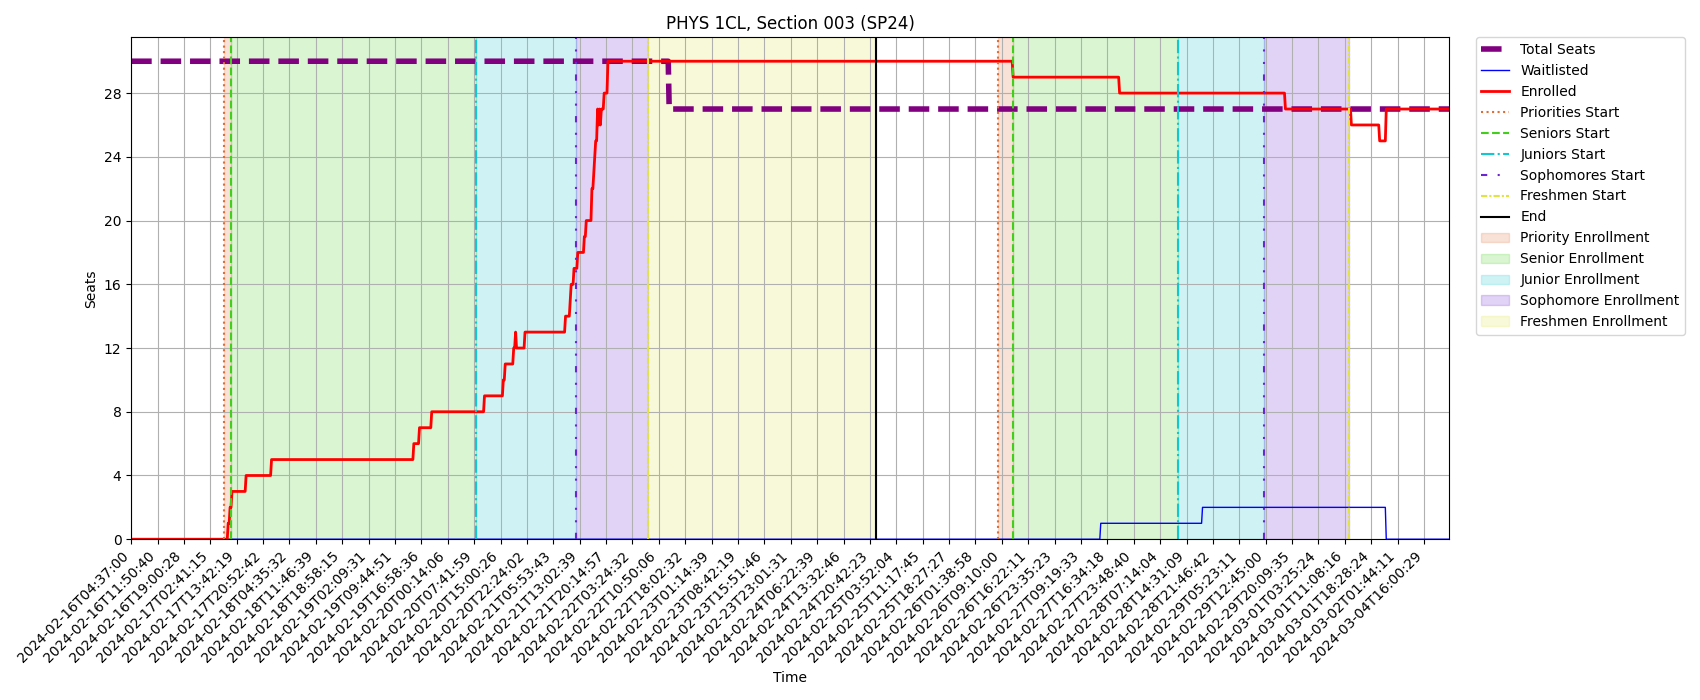 PHYS 1CL, Section 003 (SP24)
Seats
28
24
20
16
12
8
4
0
2024-02-16T04:37:00
2024-02-16T11:50:40
2024-02-16T19:00:28
2024-02-17T02:41:15
2024-02-17T13:42:19
2024-02-17T20:52:42
2024-02-18T04:35:32
2024-02-18T11:46:39
2024-02-18T18:58:15
2024-02-19T02:09:31
2024-02-19T09:44:51
2024-02-19T16:58:36
2024-02-20T00:14:06
2024-02-20T07:41:59
2024-02-20T15:00:26
2024-02-20T22:24:02
2024-02-21T05:53:43
2024-02-21T13:02:39
2024-02-21T20:14:57
2024-02-22T03:24:32
2024-02-22T10:50:06
2024-02-22T18:02:32
2024-02-23T01:14:39
2024-02-23T08:42:19
2024-02-23T15:51:46
2024-02-23T23:01:31
2024-02-24T06:22:39
2024-02-24T13:32:46
2024-02-24T20:42:23
2024-02-25T03:52:04
2024-02-25T11:17:45
2024-02-25T18:27:27
2024-02-26T01:38:50
2024-02-26T09:10:00
2024-02-26T16:22:11
2024-02-26T23:35:23
2024-02-27T09:19:33
2024-02-27T16:34:18
2024-02-27T23:48:40
2024-02-28T07:14:04
2024-02-28T14:31:09
2024-02-28T21:46:42
2024-02-29T05:23:11
2024-02-29T12:45:00
2024-02-29T20:09:35
2024-03-01T03:25:24
2024-03-01T11:08:16
2024-03-01T18:28:24
2024-03-02T01:44:11
2024-03-04T16:00:29
Time
Total Seats
Waitlisted
Enrolled
Priorities Start
Seniors Start
Juniors Start
Sophomores Start
Freshmen Start
End
Priority Enrollment
Senior Enrollment
Junior Enrollment
Sophomore Enrollment
Freshmen Enrollment